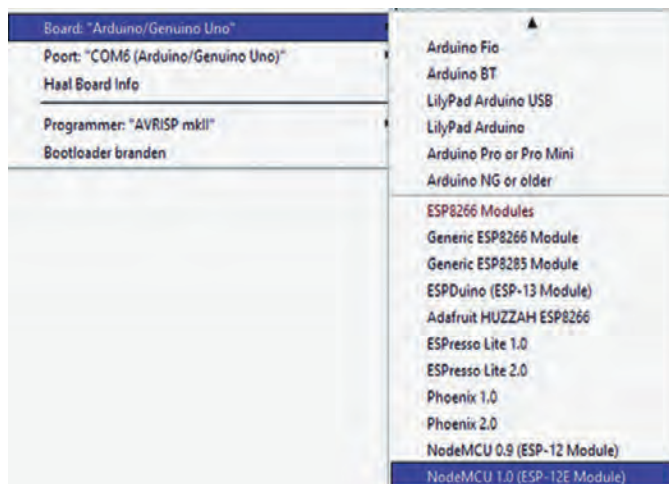 Board: "Arduino/Genuino Uno"
Poort: "COM6 (Arduino/Genuino Uno)"
Haal Board Info
Programmer: "AVRISP mkII"
Bootloader branden
Arduino Fio
Arduino BT
LilyPad Arduino USB
LilyPad Arduino
Arduino Pro or Pro Mini
Arduino NG or older
ESP8266 Modules
Generic ESP8266 Module
Generic ESP8285 Module
ESPDuino (ESP-13 Module)
Adafruit HUZZAH ESP8266
ESPresso Lite 1.0
ESPresso Lite 2.0
Phoenix 1.0
Phoenix 2.0
NodeMCU 0.9 (ESP-12 Module)
NodeMCU 1.0 (ESP-12E Module)